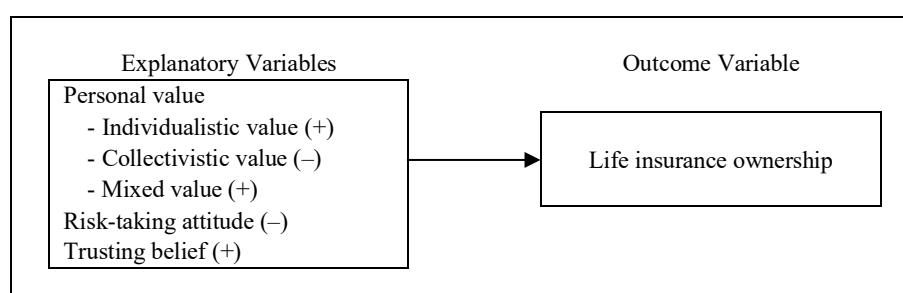 Explanatory Variables
Outcome Variable
Personal value
- Individualistic value (+)
- Collectivistic value (–)
- Mixed value (+)
Risk-taking attitude (–)
Trusting belief (+)
Life insurance ownership